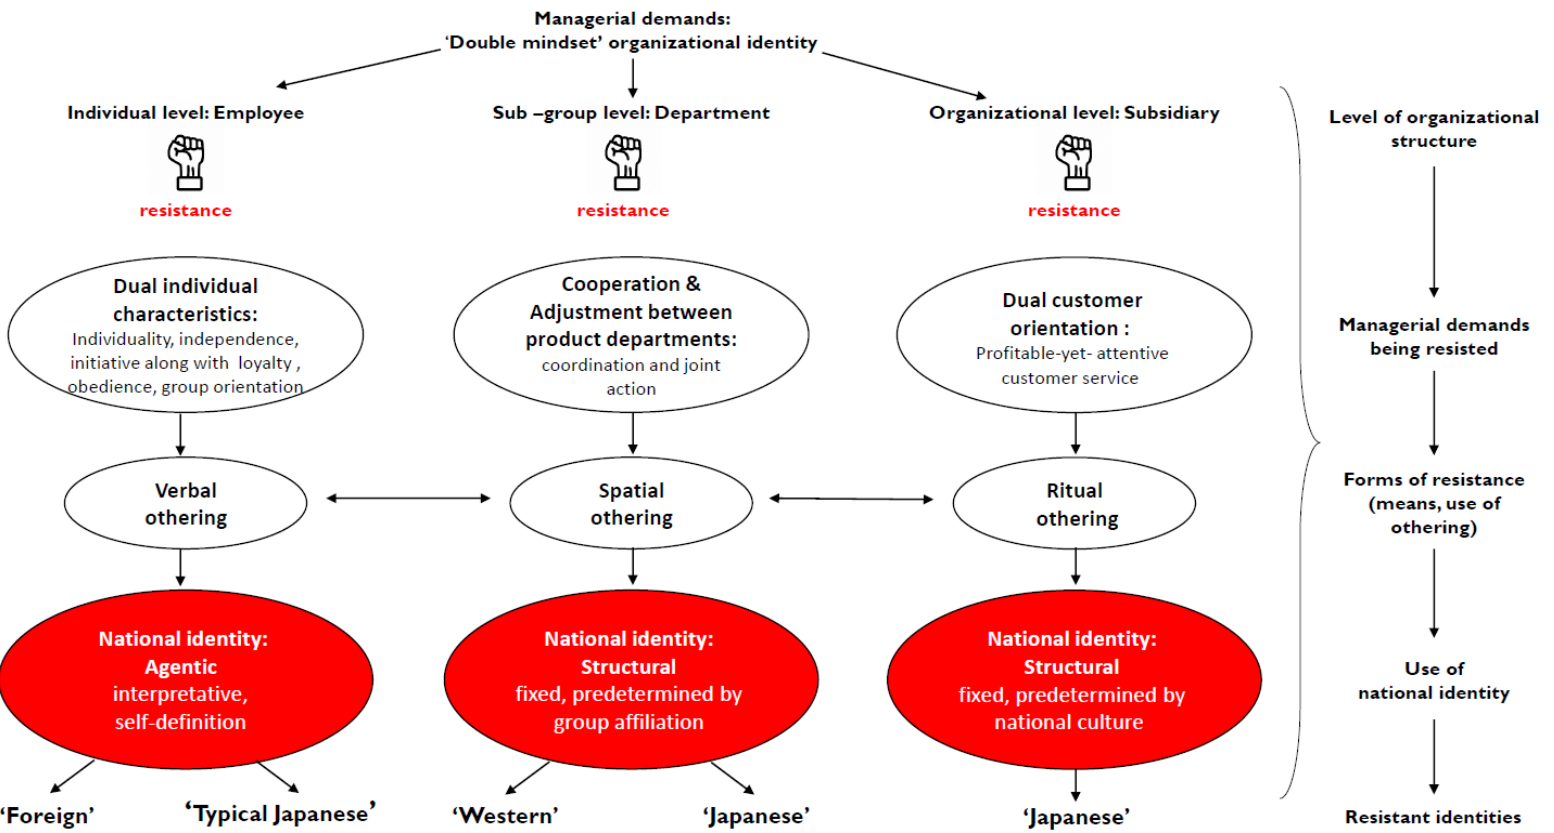 Managerial demands:
‘Double mindset’ organizational identity
Individual level: Employee
Sub –group level: Department
Organizational level: Subsidiary
Level of organizational
structure
resistance
resistance
resistance
Dual individual
characteristics:
Individuality, independence,
initiative along with loyalty ,
obedience, group orientation
Cooperation &
Adjustment between
product departments:
coordination and joint
action
Dual customer
orientation :
Profitable-yet- attentive
customer service
Managerial demands
being resisted
Verbal
othering
Spatial
othering
Ritual
othering
Forms of resistance
(means, use of
othering)
National identity:
Agentic
interpretative,
self-definition
National identity:
Structural
fixed, predetermined by
group affiliation
National identity:
Structural
fixed, predetermined by
national culture
Use of
national identity
‘Foreign’
‘Typical Japanese’
‘Western’
‘Japanese’
‘Japanese’
Resistant identities